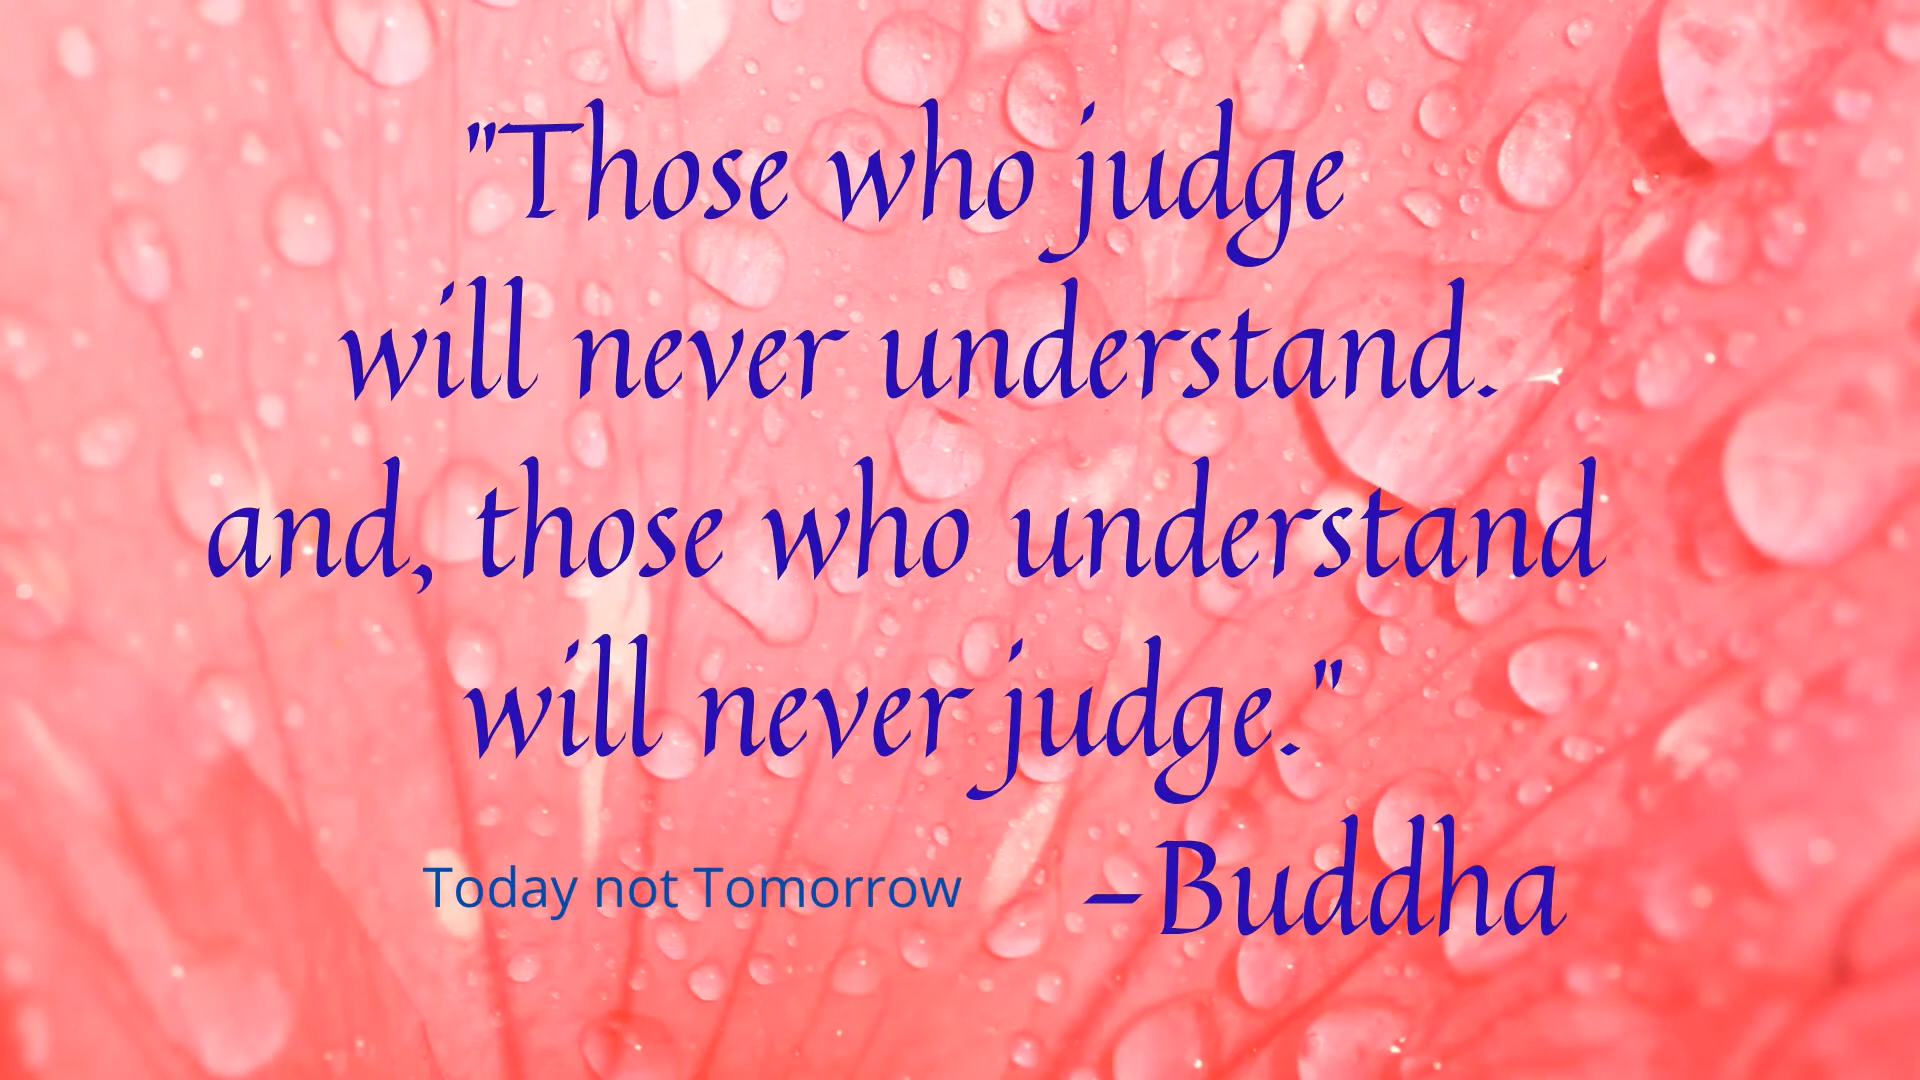 "Those who judge
will never understand.
and, those who understand
will never judge."
Today not Tomorrow
-Buddha